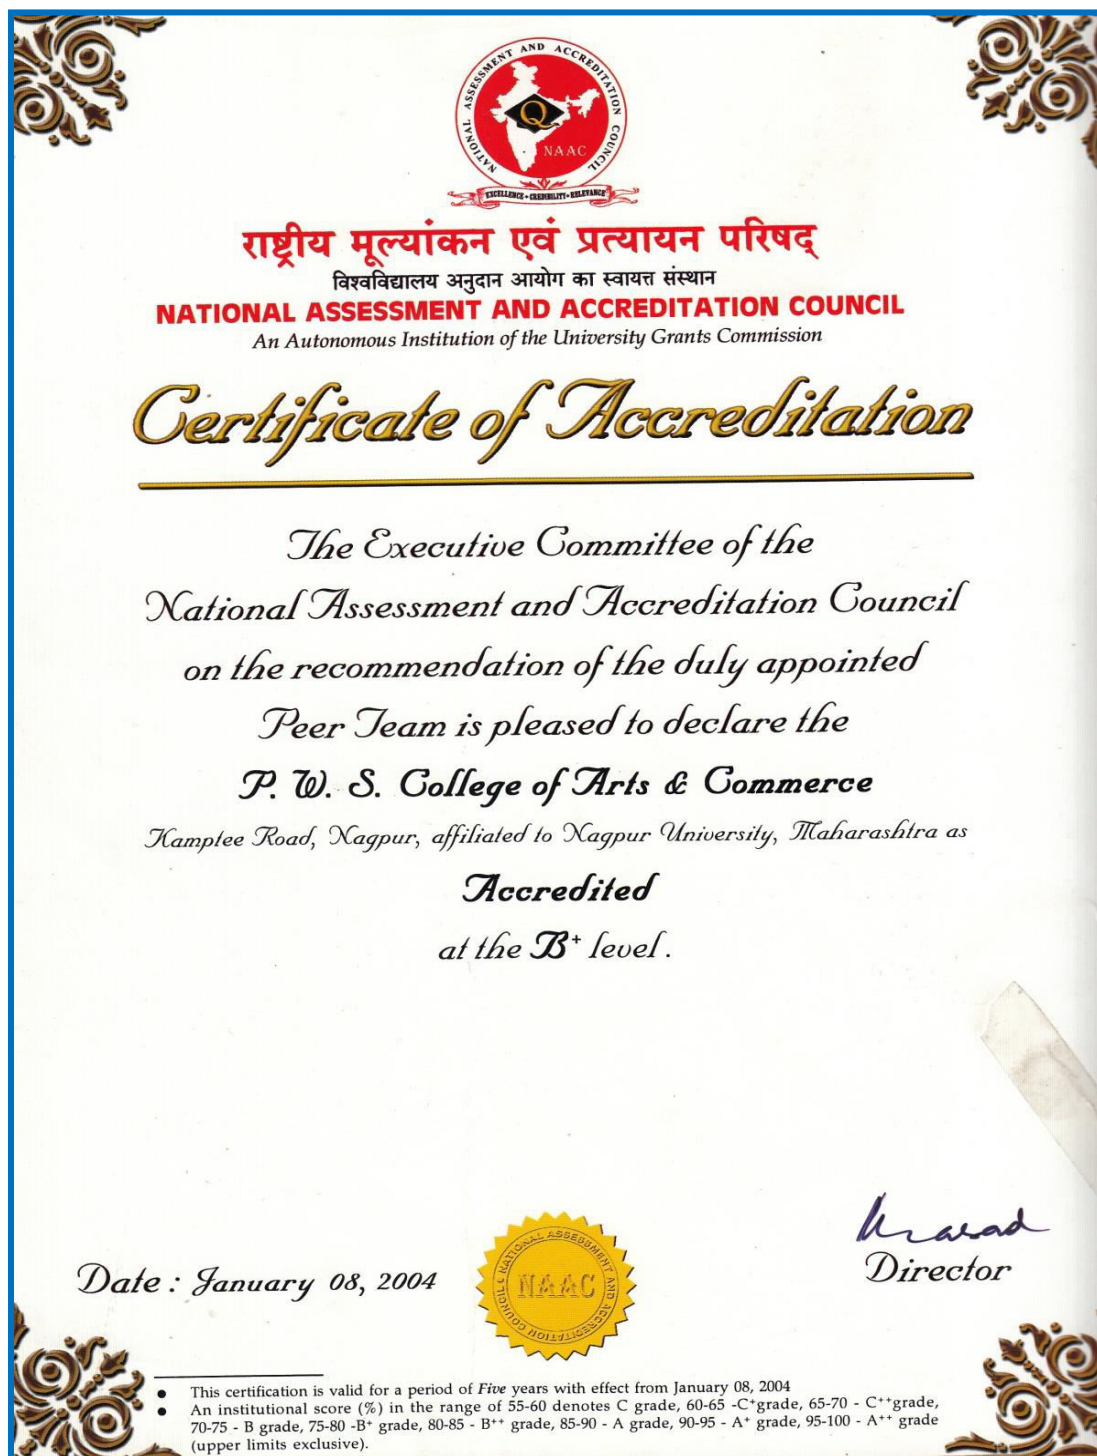 NATIONAL ASSESSMENT AND ACCREDITATION COUNCIL
Q
NAAC
EXCELLENCE • CREDIBILITY • RELEVANCE
राष्ट्रीय मूल्यांकन एवं प्रत्यायन परिषद्
विश्वविद्यालय अनुदान आयोग का स्वायत्त संस्थान
NATIONAL ASSESSMENT AND ACCREDITATION COUNCIL
An Autonomous Institution of the University Grants Commission
Certificate of Accreditation
The Executive Committee of the
National Assessment and Accreditation Council
on the recommendation of the duly appointed
Peer Team is pleased to declare the
P. W. S. College of Arts & Commerce
Kamptee Road, Nagpur, affiliated to Nagpur University, Maharashtra as
Accredited
at the B⁺ level.
Director
Date : January 08, 2004
NATIONAL ASSESSMENT AND ACCREDITATION COUNCIL
NAAC
• This certification is valid for a period of Five years with effect from January 08, 2004
• An institutional score (%) in the range of 55-60 denotes C grade, 60-65 -C⁺grade, 65-70 - C⁺⁺grade,
70-75 - B grade, 75-80 -B⁺ grade, 80-85 - B⁺⁺ grade, 85-90 - A grade, 90-95 - A⁺ grade, 95-100 - A⁺⁺ grade
(upper limits exclusive).